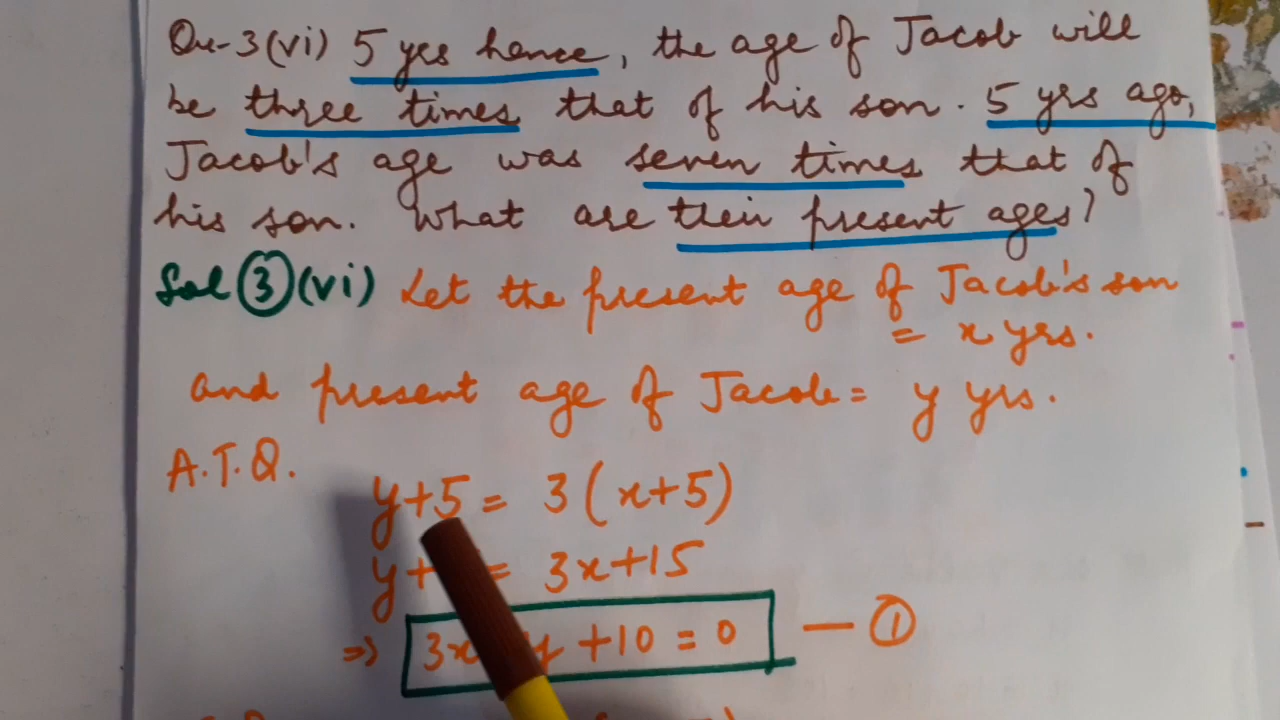 Que-3(vi) 5 yrs hence, the age of Jacob will
be three times that of his son. 5 yrs ago,
Jacob's age was seven times that of
his son. What are their present ages?
Sol 3 (vi) Let the present age of Jacob's son
= x yrs.
and present age of Jacob = y yrs.
A.T.Q.
y+5 = 3(x+5)
y+ = 3x+15
⇒ 3x y +10 = 0 — 1